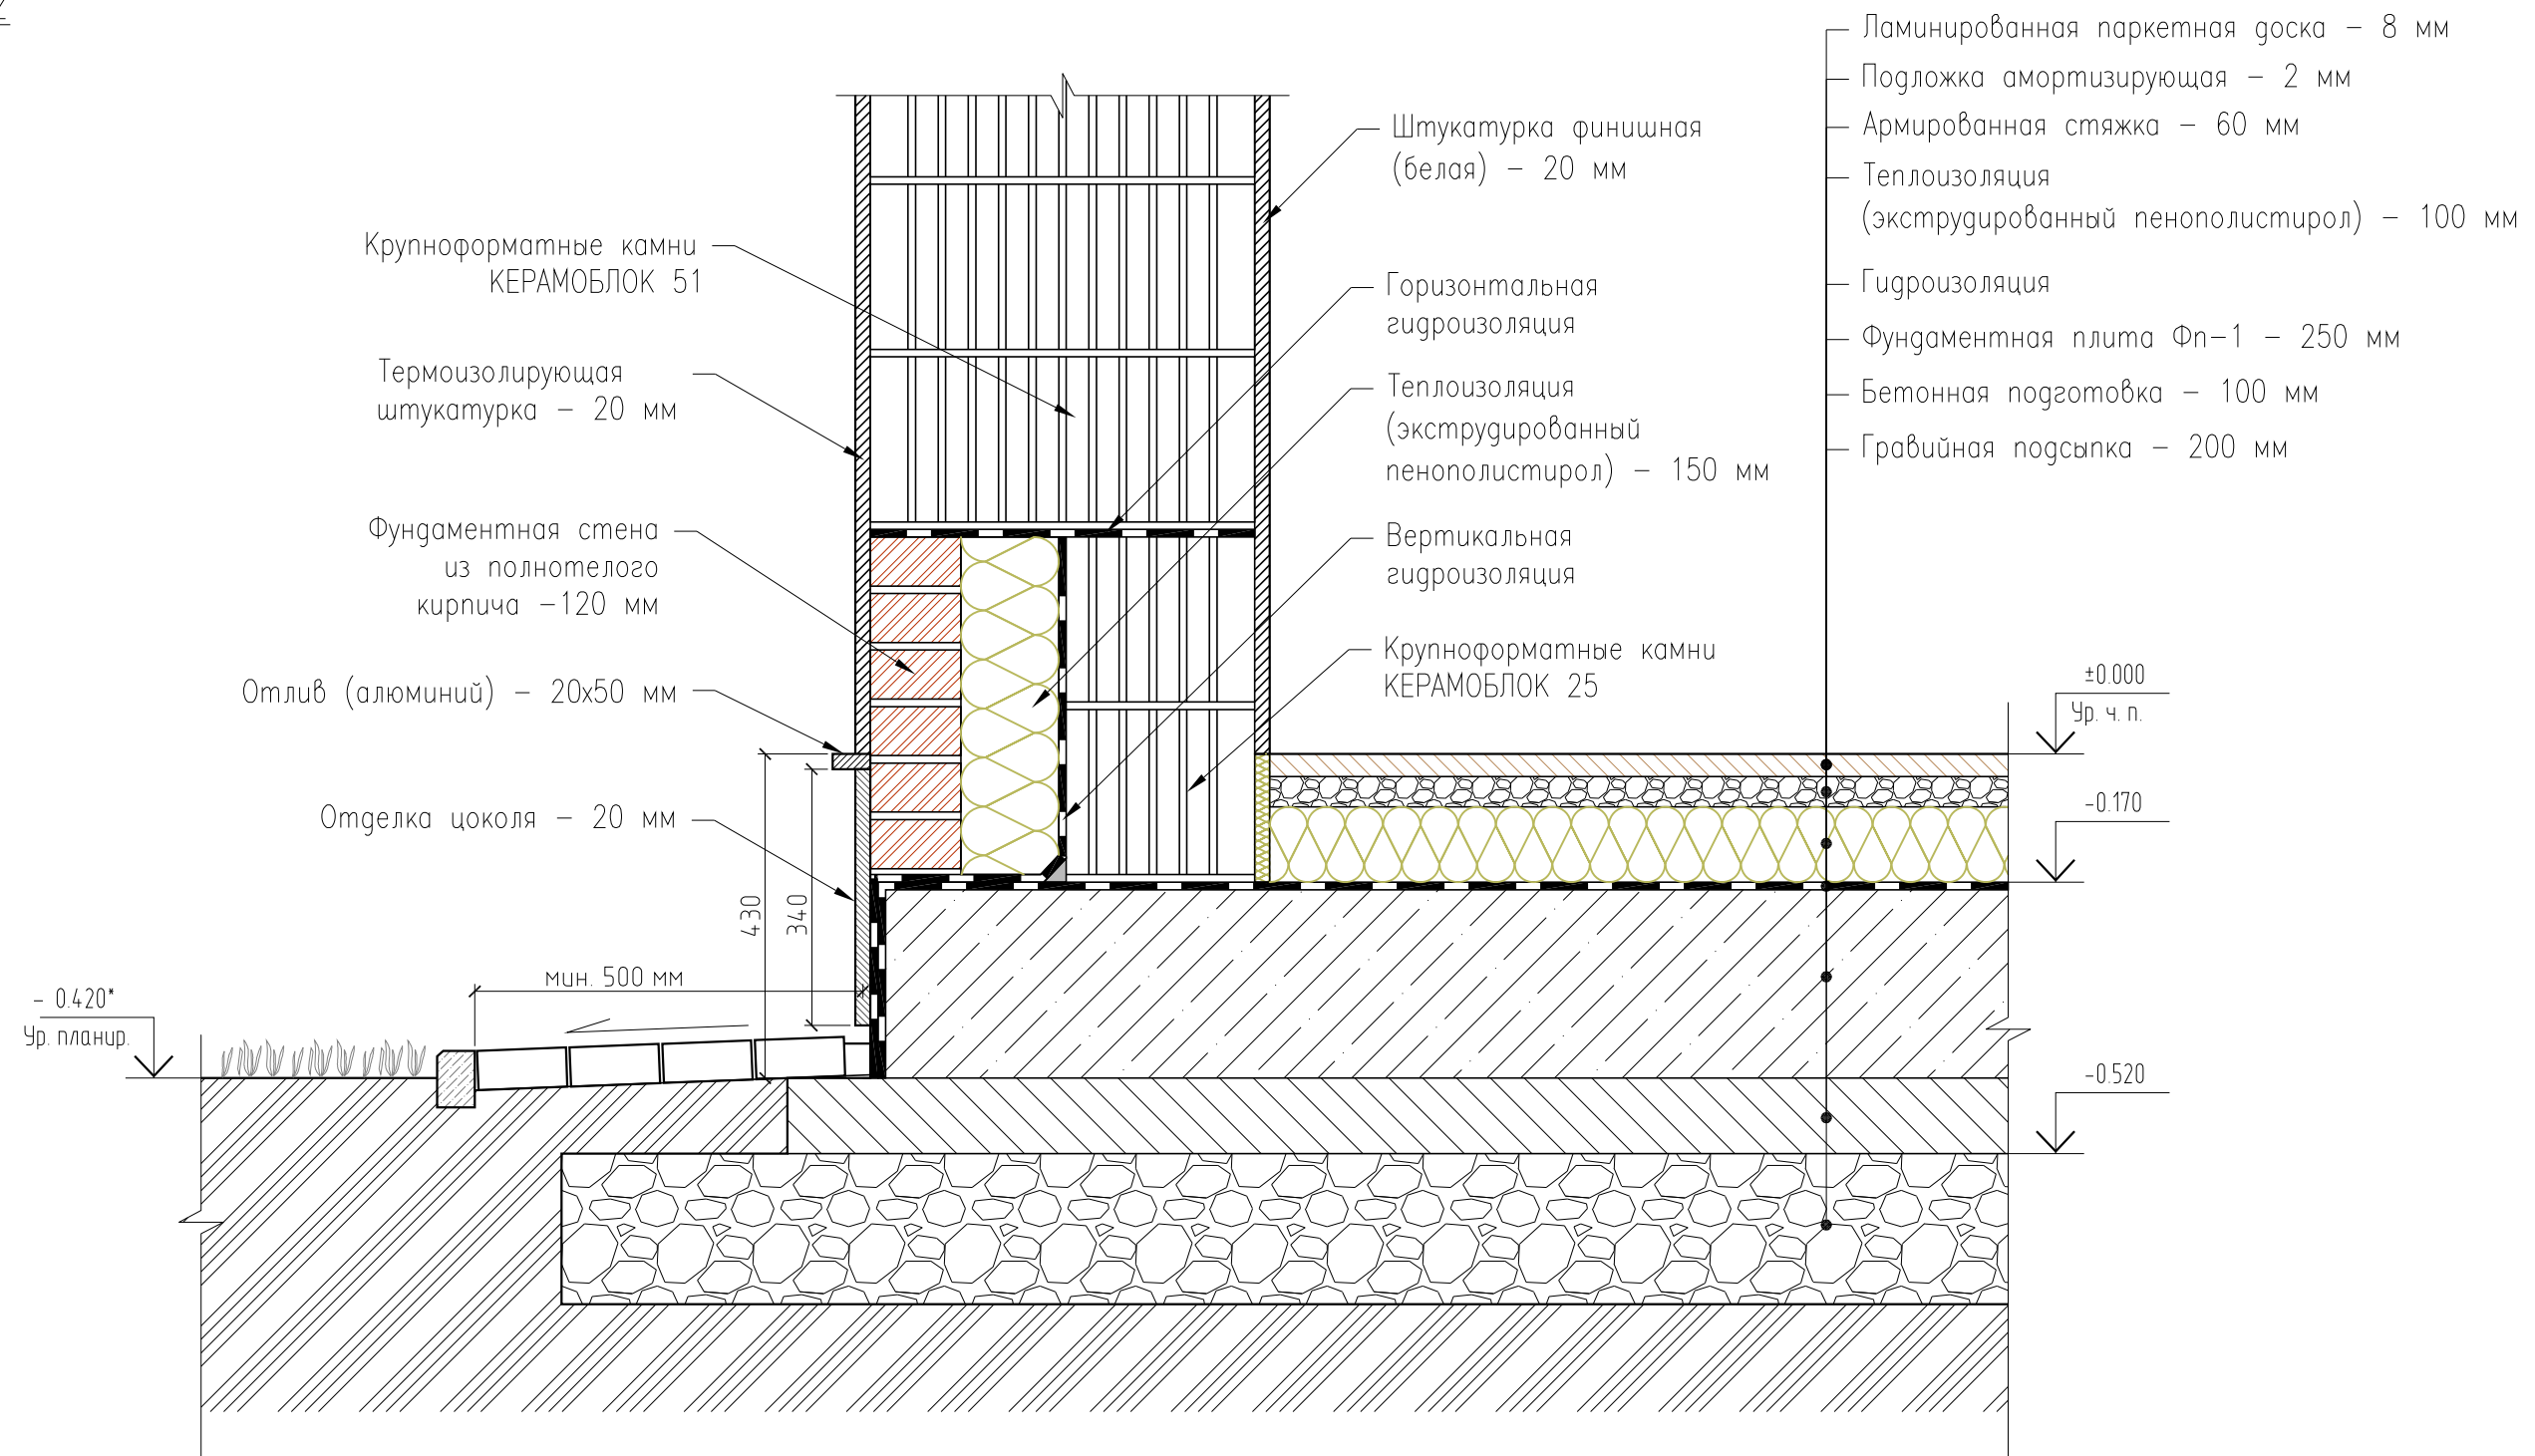 Ламинированная паркетная доска – 8 мм
Подложка амортизирующая – 2 мм
Армированная стяжка – 60 мм
Теплоизоляция
(экструдированный пенополистирол) – 100 мм
Гидроизоляция
Фундаментная плита Фп–1 – 250 мм
Бетонная подготовка – 100 мм
Гравийная подсыпка – 200 мм
Штукатурка финишная
(белая) – 20 мм
Горизонтальная
гидроизоляция
Теплоизоляция
(экструдированный
пенополистирол) – 150 мм
Вертикальная
гидроизоляция
Крупноформатные камни
КЕРАМОБЛОК 25
Крупноформатные камни
КЕРАМОБЛОК 51
Термоизолирующая
штукатурка – 20 мм
Фундаментная стена
из полнотелого
кирпича –120 мм
Отлив (алюминий) – 20х50 мм
Отделка цоколя – 20 мм
430
340
мин. 500 мм
– 0.420*
Ур. планир.
±0.000
Ур. ч. п.
-0.170
-0.520